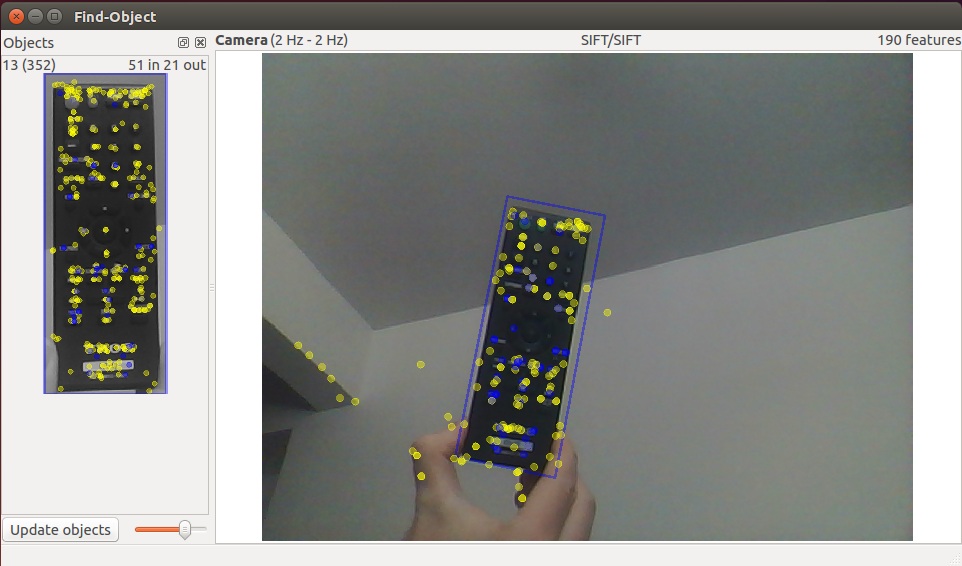 Find-Object
Objects
Camera (2 Hz - 2 Hz) SIFT/SIFT 190 features
13 (352) 51 in 21 out
Update objects